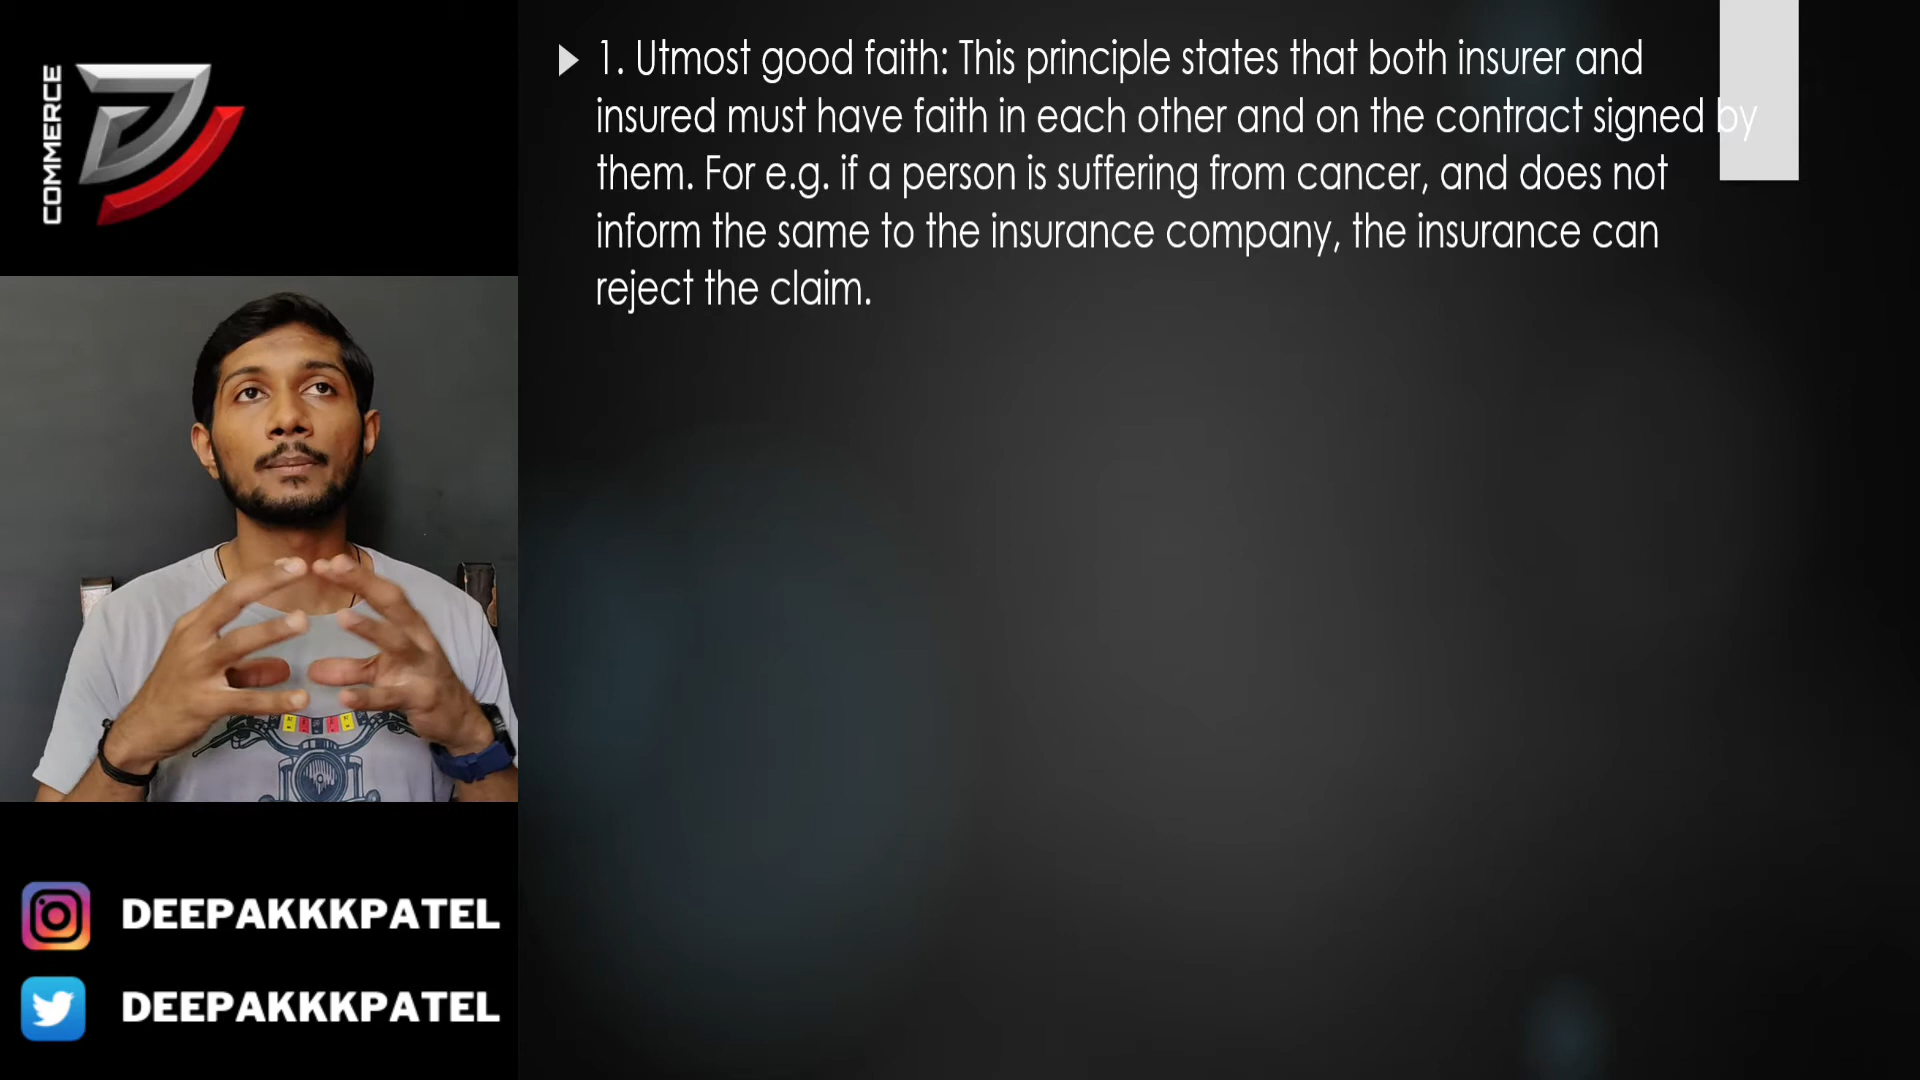 COMMERCE
1. Utmost good faith: This principle states that both insurer and
insured must have faith in each other and on the contract signed by
them. For e.g. if a person is suffering from cancer, and does not
inform the same to the insurance company, the insurance can
reject the claim.
DEEPAKKKPATEL
DEEPAKKKPATEL